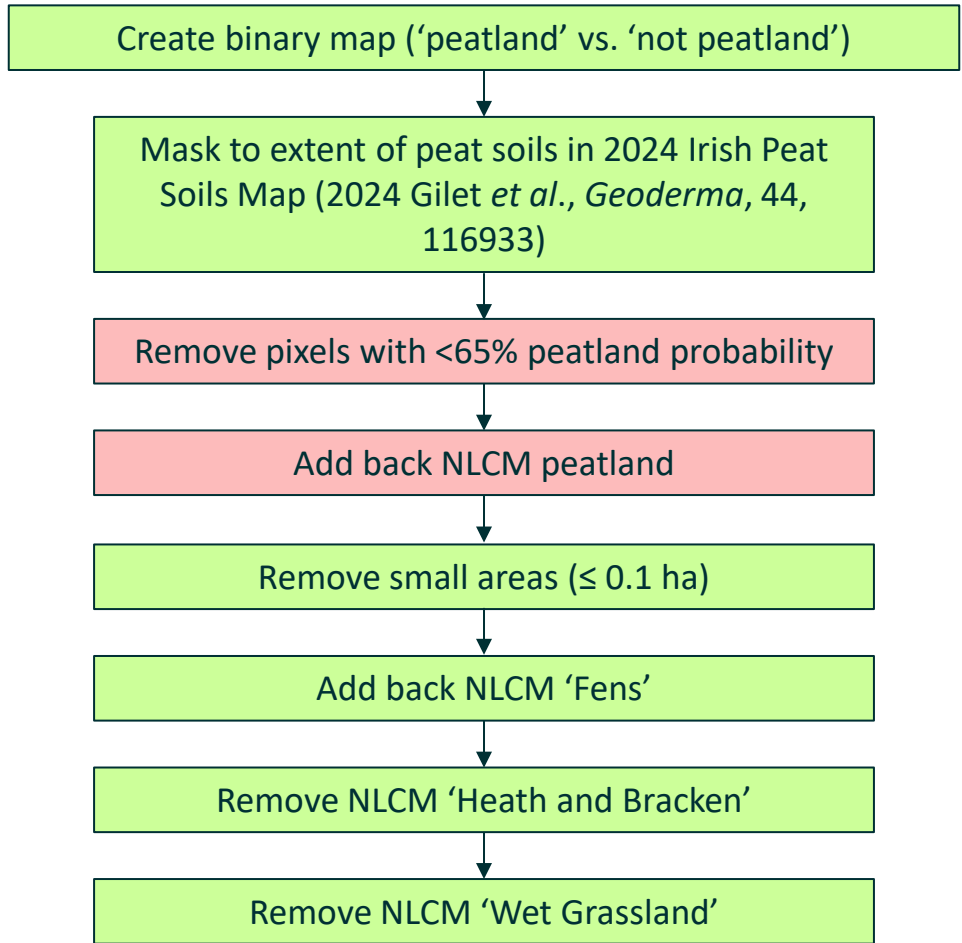 Create binary map (‘peatland’ vs. ‘not peatland’)
Mask to extent of peat soils in 2024 Irish Peat
Soils Map (2024 Gilet et al., Geoderma, 44,
116933)
Remove pixels with <65% peatland probability
Add back NLCM peatland
Remove small areas (≤ 0.1 ha)
Add back NLCM ‘Fens’
Remove NLCM ‘Heath and Bracken’
Remove NLCM ‘Wet Grassland’